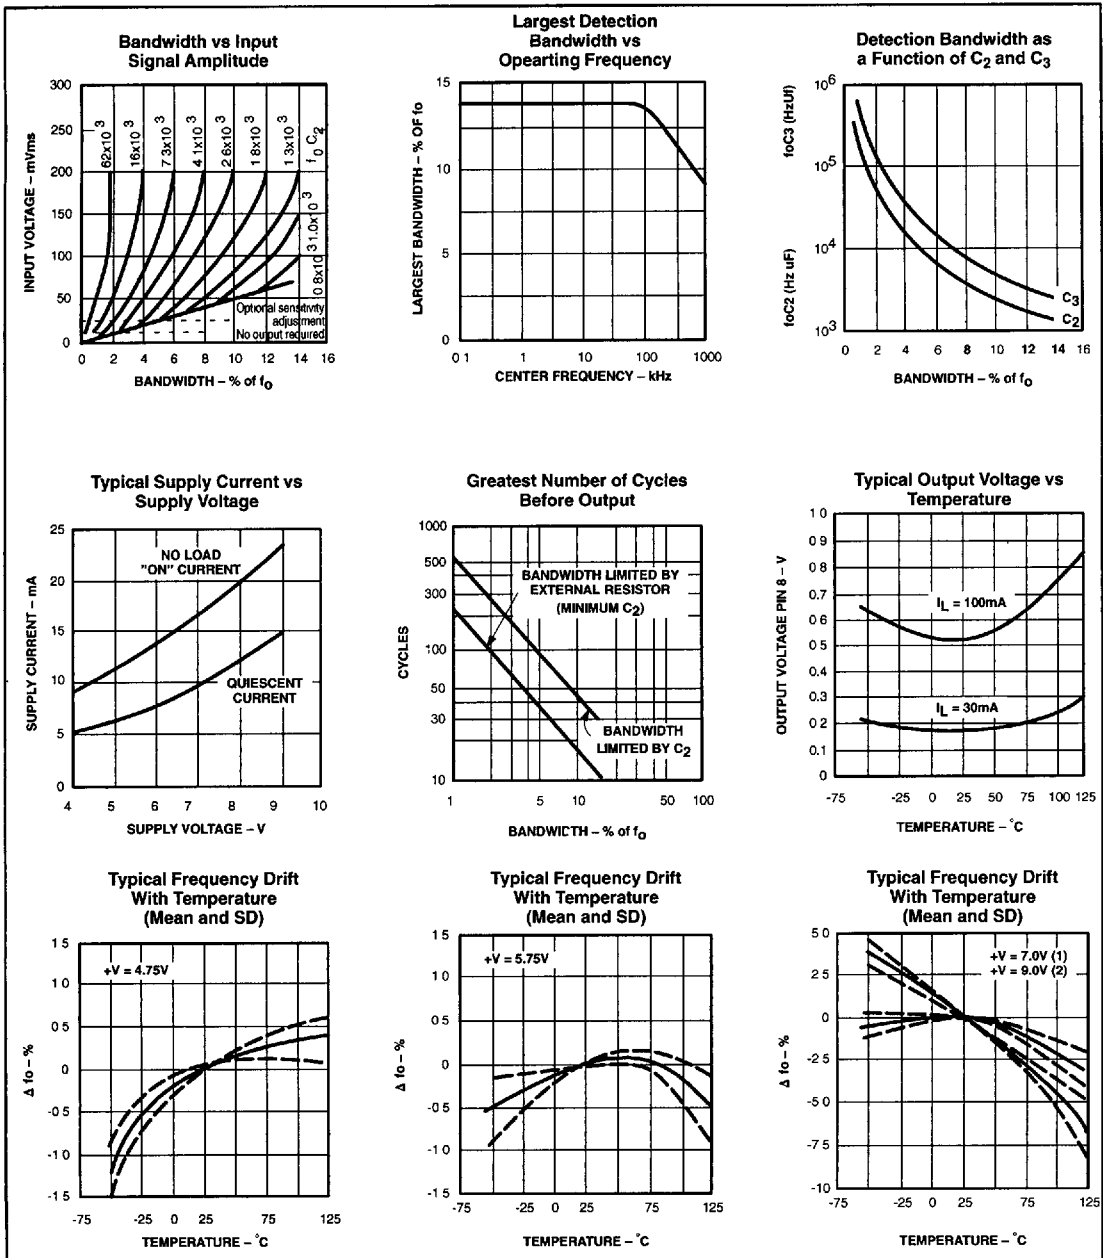 Bandwidth vs Input
Signal Amplitude
300
250
200
150
100
50
0
INPUT VOLTAGE – mVms
62x10 3
16x10 3
7 3x10 3
4 1x10 3
2 6x10 3
1 8x10 3
1 3x10 3
f0 C2
1.0x10 3
0 8x10 3
Optional sensitivity
adjustment
No output required
0 2 4 6 8 10 12 14 16
BANDWIDTH – % of fo
Largest Detection
Bandwidth vs
Opearting Frequency
15
10
5
0
LARGEST BANDWIDTH – % OF fo
0 1 1 10 100 1000
CENTER FREQUENCY – kHz
Detection Bandwidth as
a Function of C2 and C3
10^6
10^5
10^4
10^3
foC3 (HzUf)
foC2 (Hz uF)
C3
C2
0 2 4 6 8 10 12 14 16
BANDWIDTH – % of fo
Typical Supply Current vs
Supply Voltage
25
20
15
10
5
0
SUPPLY CURRENT – mA
NO LOAD
"ON" CURRENT
QUIESCENT
CURRENT
4 5 6 7 8 9 10
SUPPLY VOLTAGE – V
Greatest Number of Cycles
Before Output
1000
500
300
100
50
30
10
CYCLES
BANDWIDTH LIMITED BY
EXTERNAL RESISTOR
(MINIMUM C2)
BANDWIDTH
LIMITED BY C2
1 5 10 50 100
BANDWIDTH – % of fo
Typical Output Voltage vs
Temperature
1 0
0 9
0 8
0.7
0.6
0 5
0.4
0.3
0 2
0.1
0
OUTPUT VOLTAGE PIN 8 – V
IL = 100mA
IL = 30mA
-75 -25 0 25 50 75 100 125
TEMPERATURE – °C
Typical Frequency Drift
With Temperature
(Mean and SD)
1 5
1 0
0 5
0
-0 5
-1 0
-1 5
Δ fo – %
+V = 4.75V
-75 -25 0 25 75 125
TEMPERATURE – °C
Typical Frequency Drift
With Temperature
(Mean and SD)
1 5
1 0
0 5
0
-0.5
-1 0
-1 5
Δ fo – %
+V = 5.75V
-75 -25 0 25 75 125
TEMPERATURE – °C
Typical Frequency Drift
With Temperature
(Mean and SD)
5 0
2 5
0
-2.5
-5 0
-7 5
-10
Δ fo – %
+V = 7.0V (1)
+V = 9.0V (2)
-75 -25 0 25 75 125
TEMPERATURE – °C